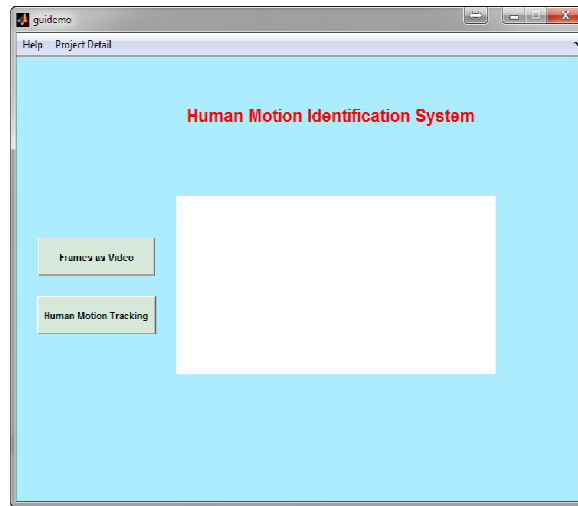 guidemo
Help Project Detail
Human Motion Identification System
Frames as Video
Human Motion Tracking